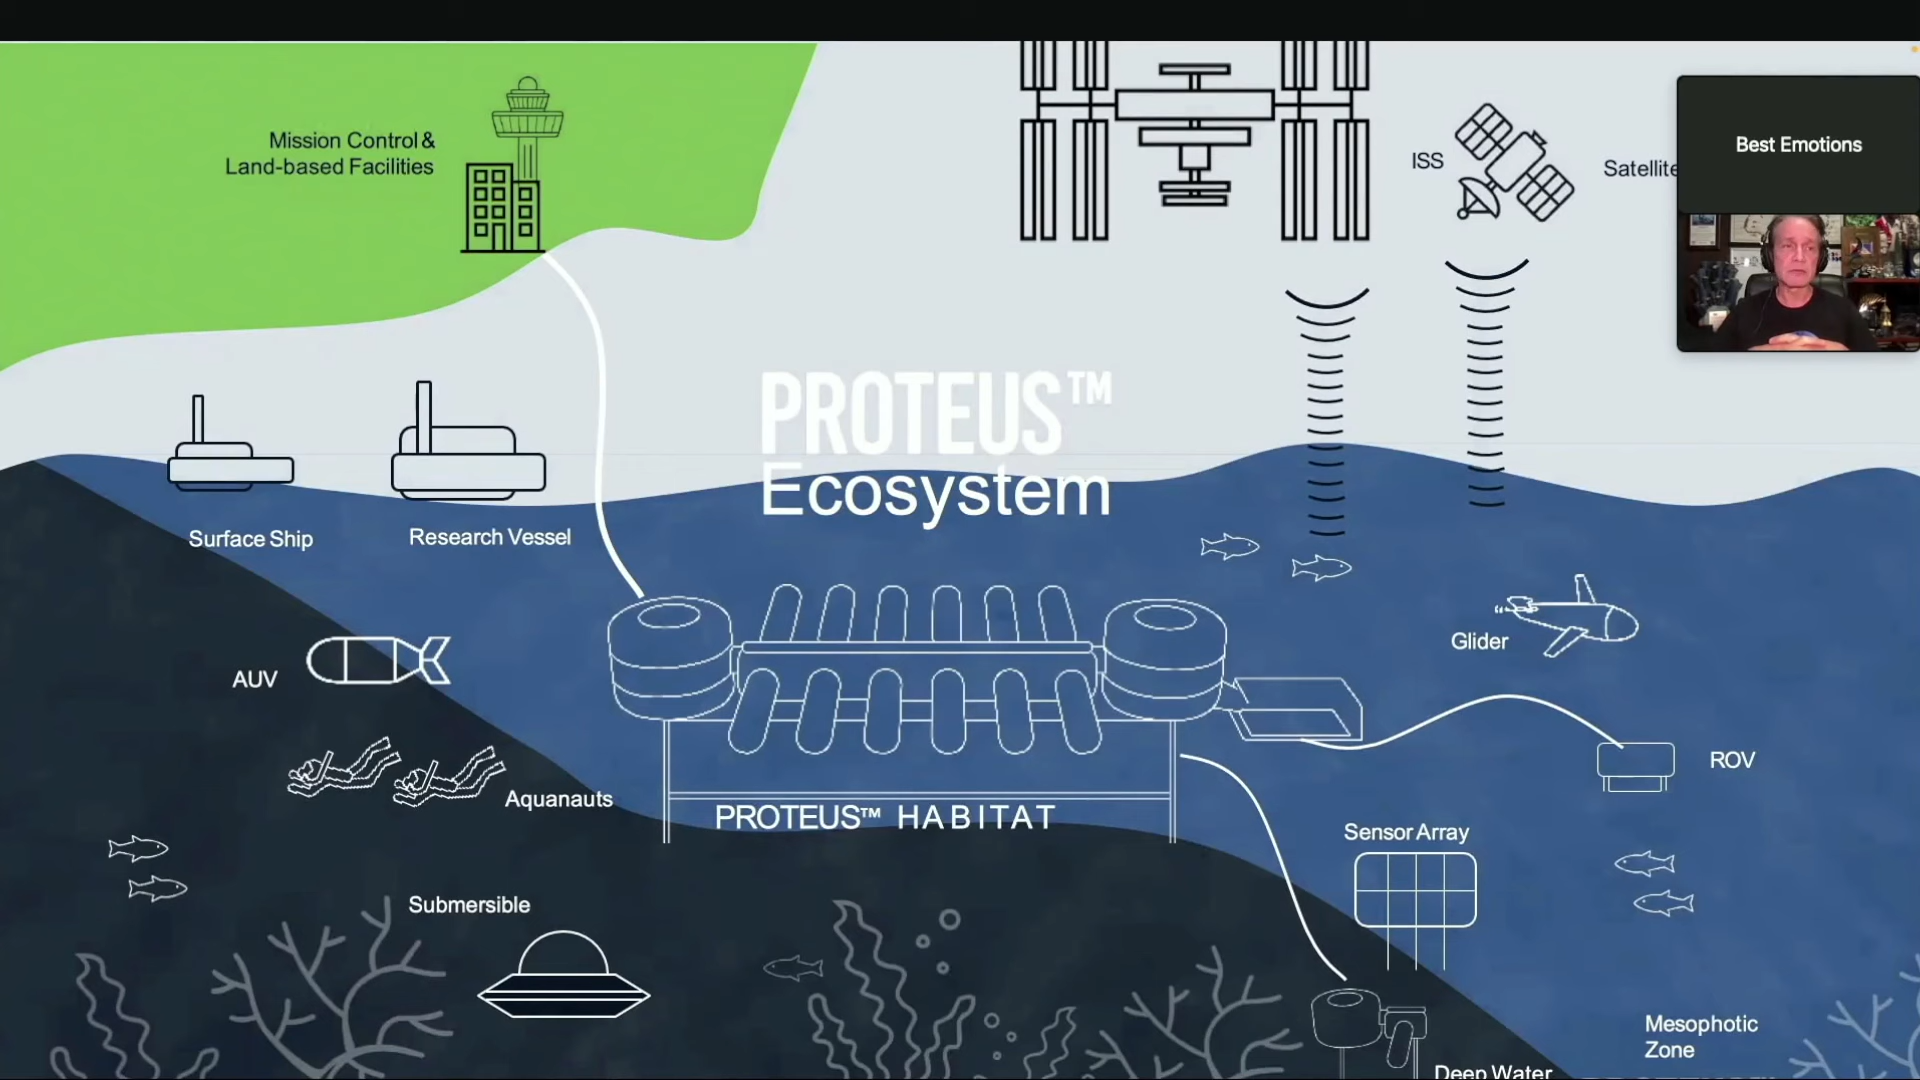 Mission Control &
Land-based Facilities
ISS
Satellite
Best Emotions
PROTEUS™
Ecosystem
Surface Ship
Research Vessel
Glider
AUV
Aquanauts
ROV
PROTEUS™ HABITAT
Sensor Array
Submersible
Mesophotic
Zone
Deep Water